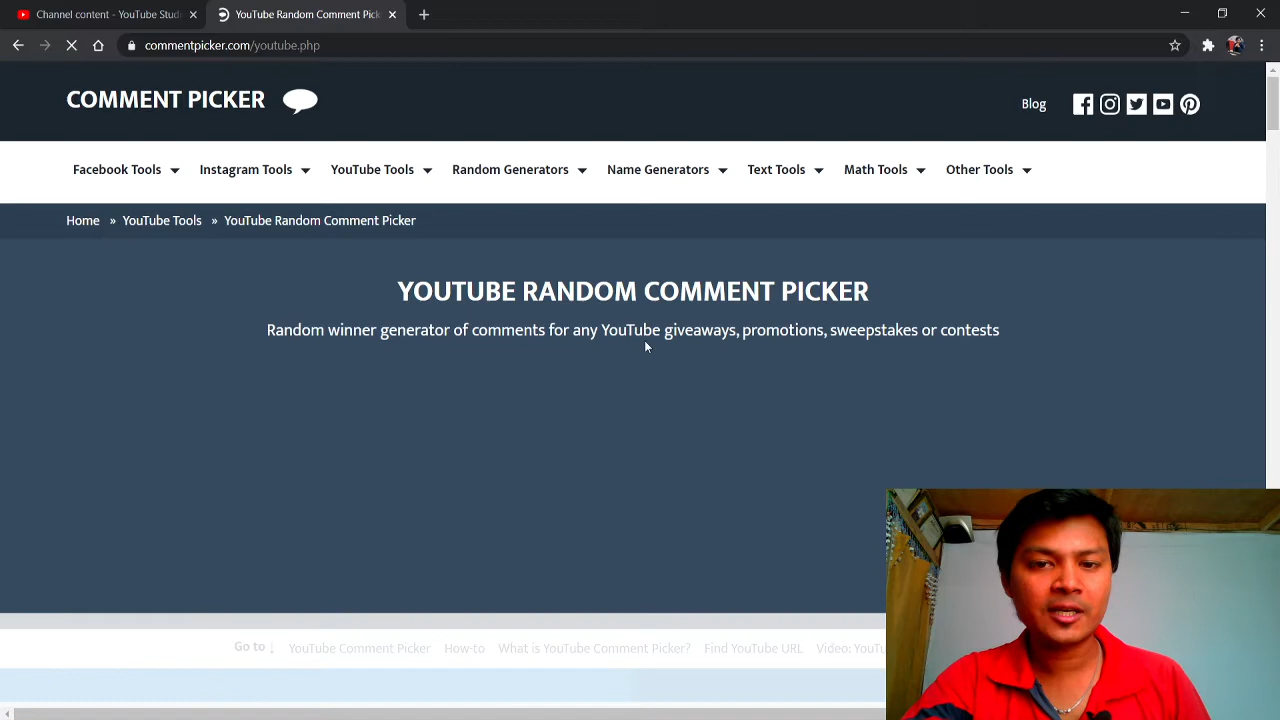 Channel content - YouTube Stud
YouTube Random Comment Pick
commentpicker.com/youtube.php
COMMENT PICKER
Blog
Facebook Tools
Instagram Tools
YouTube Tools
Random Generators
Name Generators
Text Tools
Math Tools
Other Tools
Home » YouTube Tools » YouTube Random Comment Picker
YOUTUBE RANDOM COMMENT PICKER
Random winner generator of comments for any YouTube giveaways, promotions, sweepstakes or contests
Go to ↓ YouTube Comment Picker How-to What is YouTube Comment Picker? Find YouTube URL Video: YouTu